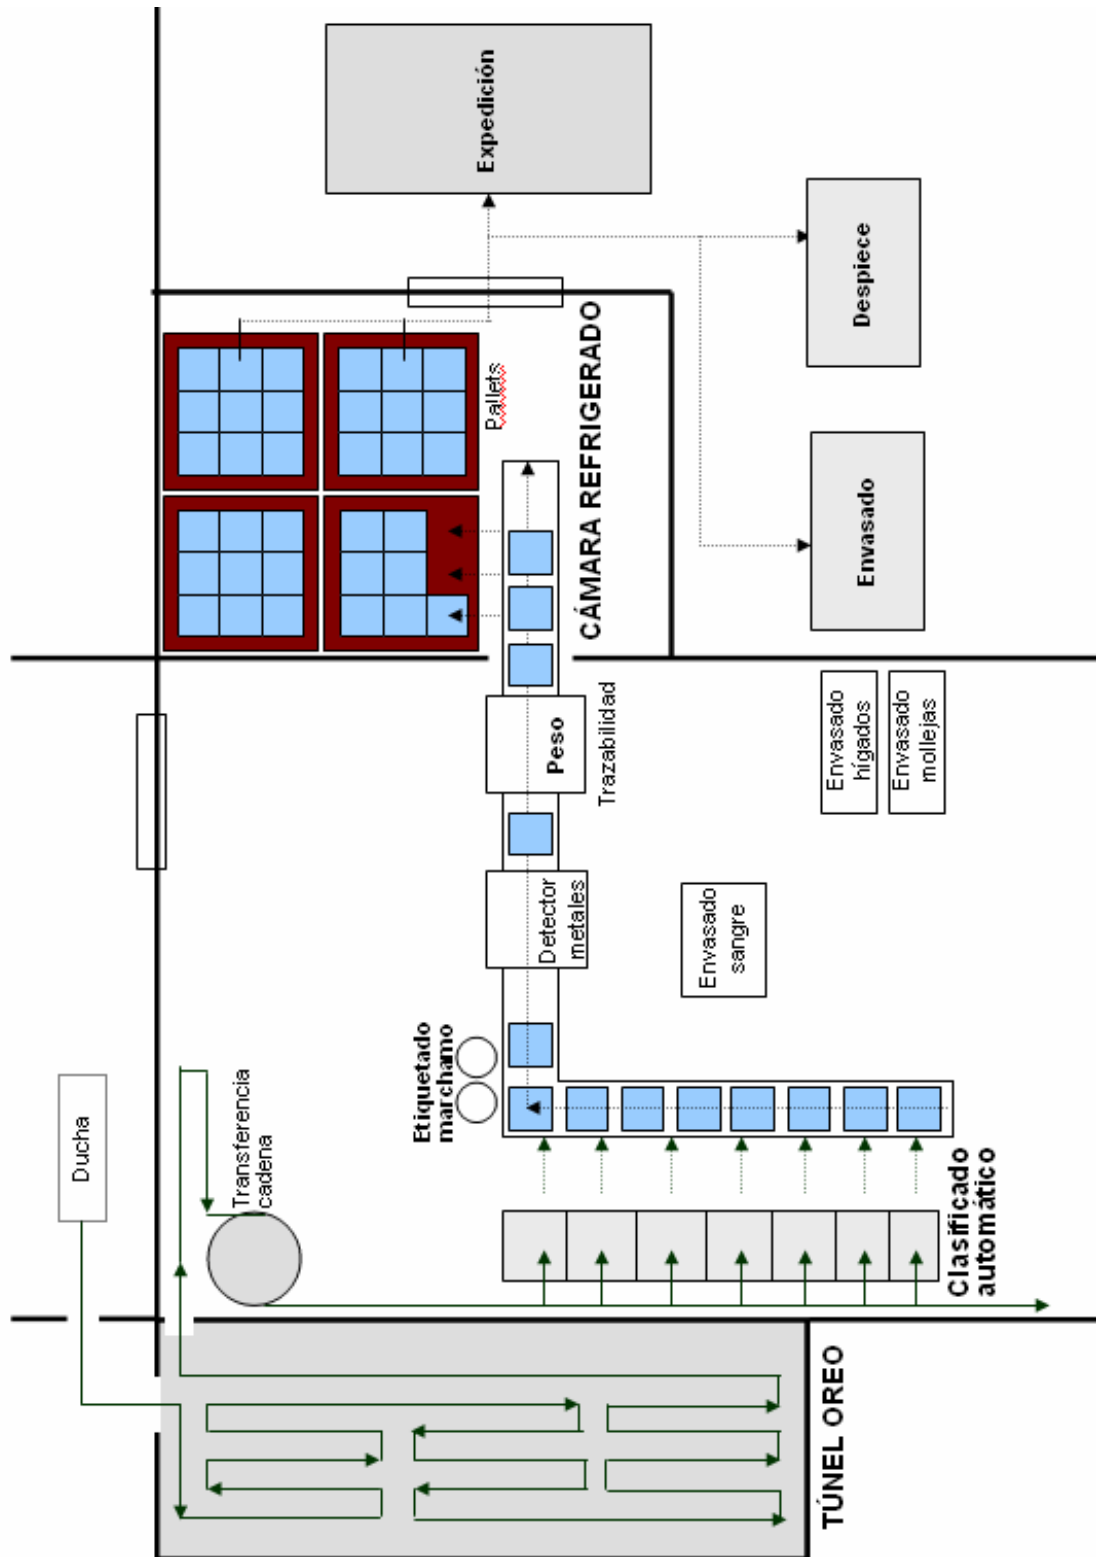 Expedición
Despiece
Pallets
CÁMARA REFRIGERADO
Envasado
Peso
Trazabilidad
Envasado
hígados
Envasado
mollejas
Detector
metales
Envasado
sangre
Etiquetado
marchamo
Ducha
Transferencia
cadena
Clasificado
automático
TÚNEL OREO